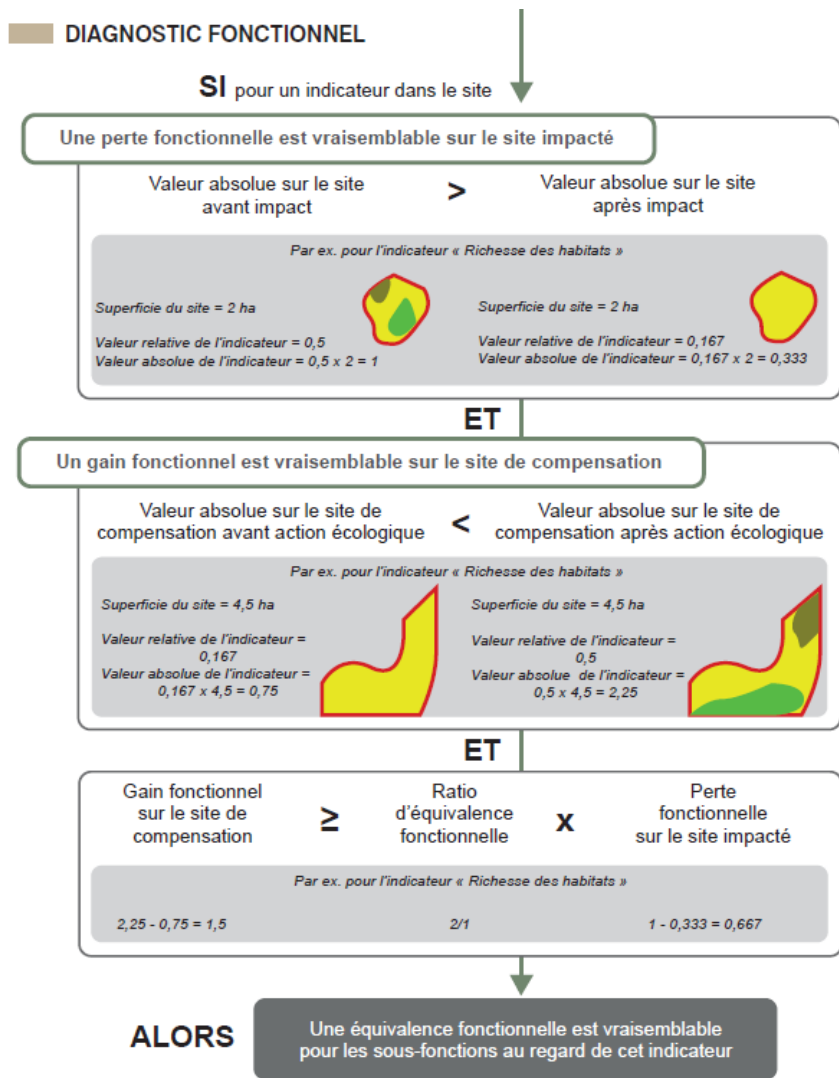 DIAGNOSTIC FONCTIONNEL
SI pour un indicateur dans le site
Une perte fonctionnelle est vraisemblable sur le site impacté
Valeur absolue sur le site
avant impact
>
Valeur absolue sur le site
après impact
Par ex. pour l'indicateur « Richesse des habitats »
Superficie du site = 2 ha
Valeur relative de l'indicateur = 0,5
Valeur absolue de l'indicateur = 0,5 x 2 = 1
Superficie du site = 2 ha
Valeur relative de l'indicateur = 0,167
Valeur absolue de l'indicateur = 0,167 x 2 = 0,333
ET
Un gain fonctionnel est vraisemblable sur le site de compensation
Valeur absolue sur le site de
compensation avant action écologique
<
Valeur absolue sur le site de
compensation après action écologique
Par ex. pour l'indicateur « Richesse des habitats »
Superficie du site = 4,5 ha
Valeur relative de l'indicateur =
0,167
Valeur absolue de l'indicateur =
0,167 x 4,5 = 0,75
Superficie du site = 4,5 ha
Valeur relative de l'indicateur =
0,5
Valeur absolue de l'indicateur =
0,5 x 4,5 = 2,25
ET
Gain fonctionnel
sur le site de
compensation
≥
Ratio
d'équivalence
fonctionnelle
x
Perte
fonctionnelle
sur le site impacté
Par ex. pour l'indicateur « Richesse des habitats »
2,25 - 0,75 = 1,5
2/1
1 - 0,333 = 0,667
ALORS
Une équivalence fonctionnelle est vraisemblable
pour les sous-fonctions au regard de cet indicateur